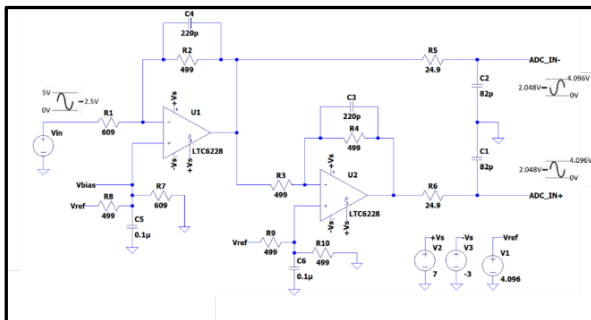 C4
220p
R2
499
5V
0V
2.5V
R1
609
Vin
+Vs
U1
-Vs
+Vs
LTC6228
Vbias
Vref
R8
499
R7
609
C5
0.1µ
R3
499
C3
220p
R4
499
+Vs
U2
-Vs
+Vs
LTC6228
Vref
R9
499
R10
499
C6
0.1µ
R5
24.9
ADC_IN-
C2
82p
2.048V
4.096V
0V
C1
82p
2.048V
4.096V
0V
R6
24.9
ADC_IN+
+Vs
V2
7
-Vs
V3
-3
Vref
V1
4.096